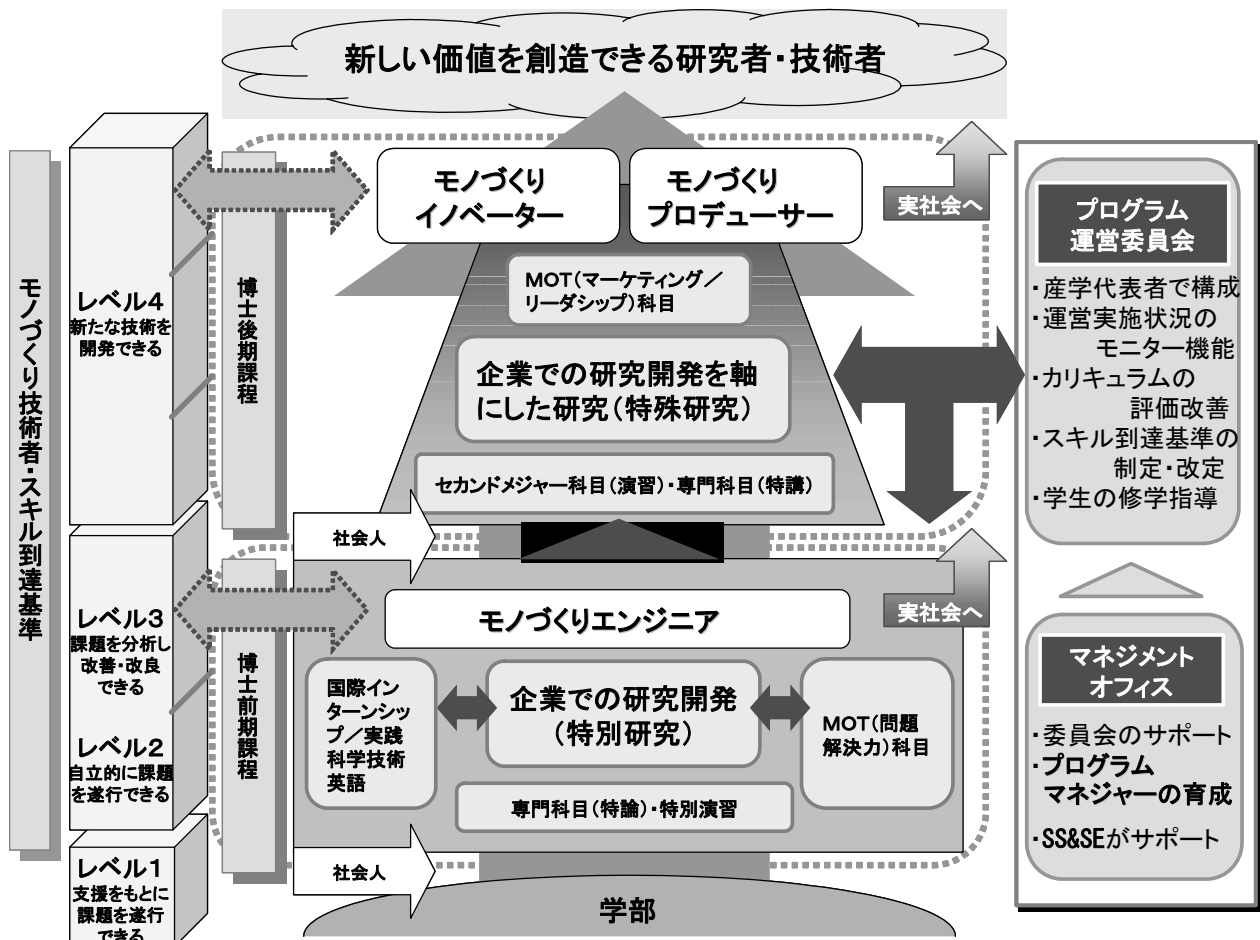 新しい価値を創造できる研究者・技術者
モノづくり技術者・スキル到達基準
レベル4
新たな技術を
開発できる
レベル3
課題を分析し
改善・改良
できる
レベル2
自立的に課題
を遂行できる
レベル1
支援をもとに
課題を遂行
できる
博士後期課程
博士前期課程
モノづくり
イノベーター
モノづくり
プロデューサー
実社会へ
MOT(マーケティング/
リーダシップ)科目
企業での研究開発を軸
にした研究(特殊研究)
セカンドメジャー科目(演習)・専門科目(特講)
社会人
モノづくりエンジニア
実社会へ
国際イン
ターンシッ
プ/実践
科学技術
英語
企業での研究開発
(特別研究)
MOT(問題
解決力)科目
専門科目(特論)・特別演習
社会人
学部
プログラム
運営委員会
・産学代表者で構成
・運営実施状況の
モニター機能
・カリキュラムの
評価改善
・スキル到達基準の
制定・改定
・学生の修学指導
マネジメント
オフィス
・委員会のサポート
・プログラム
マネジャーの育成
・SS&SEがサポート